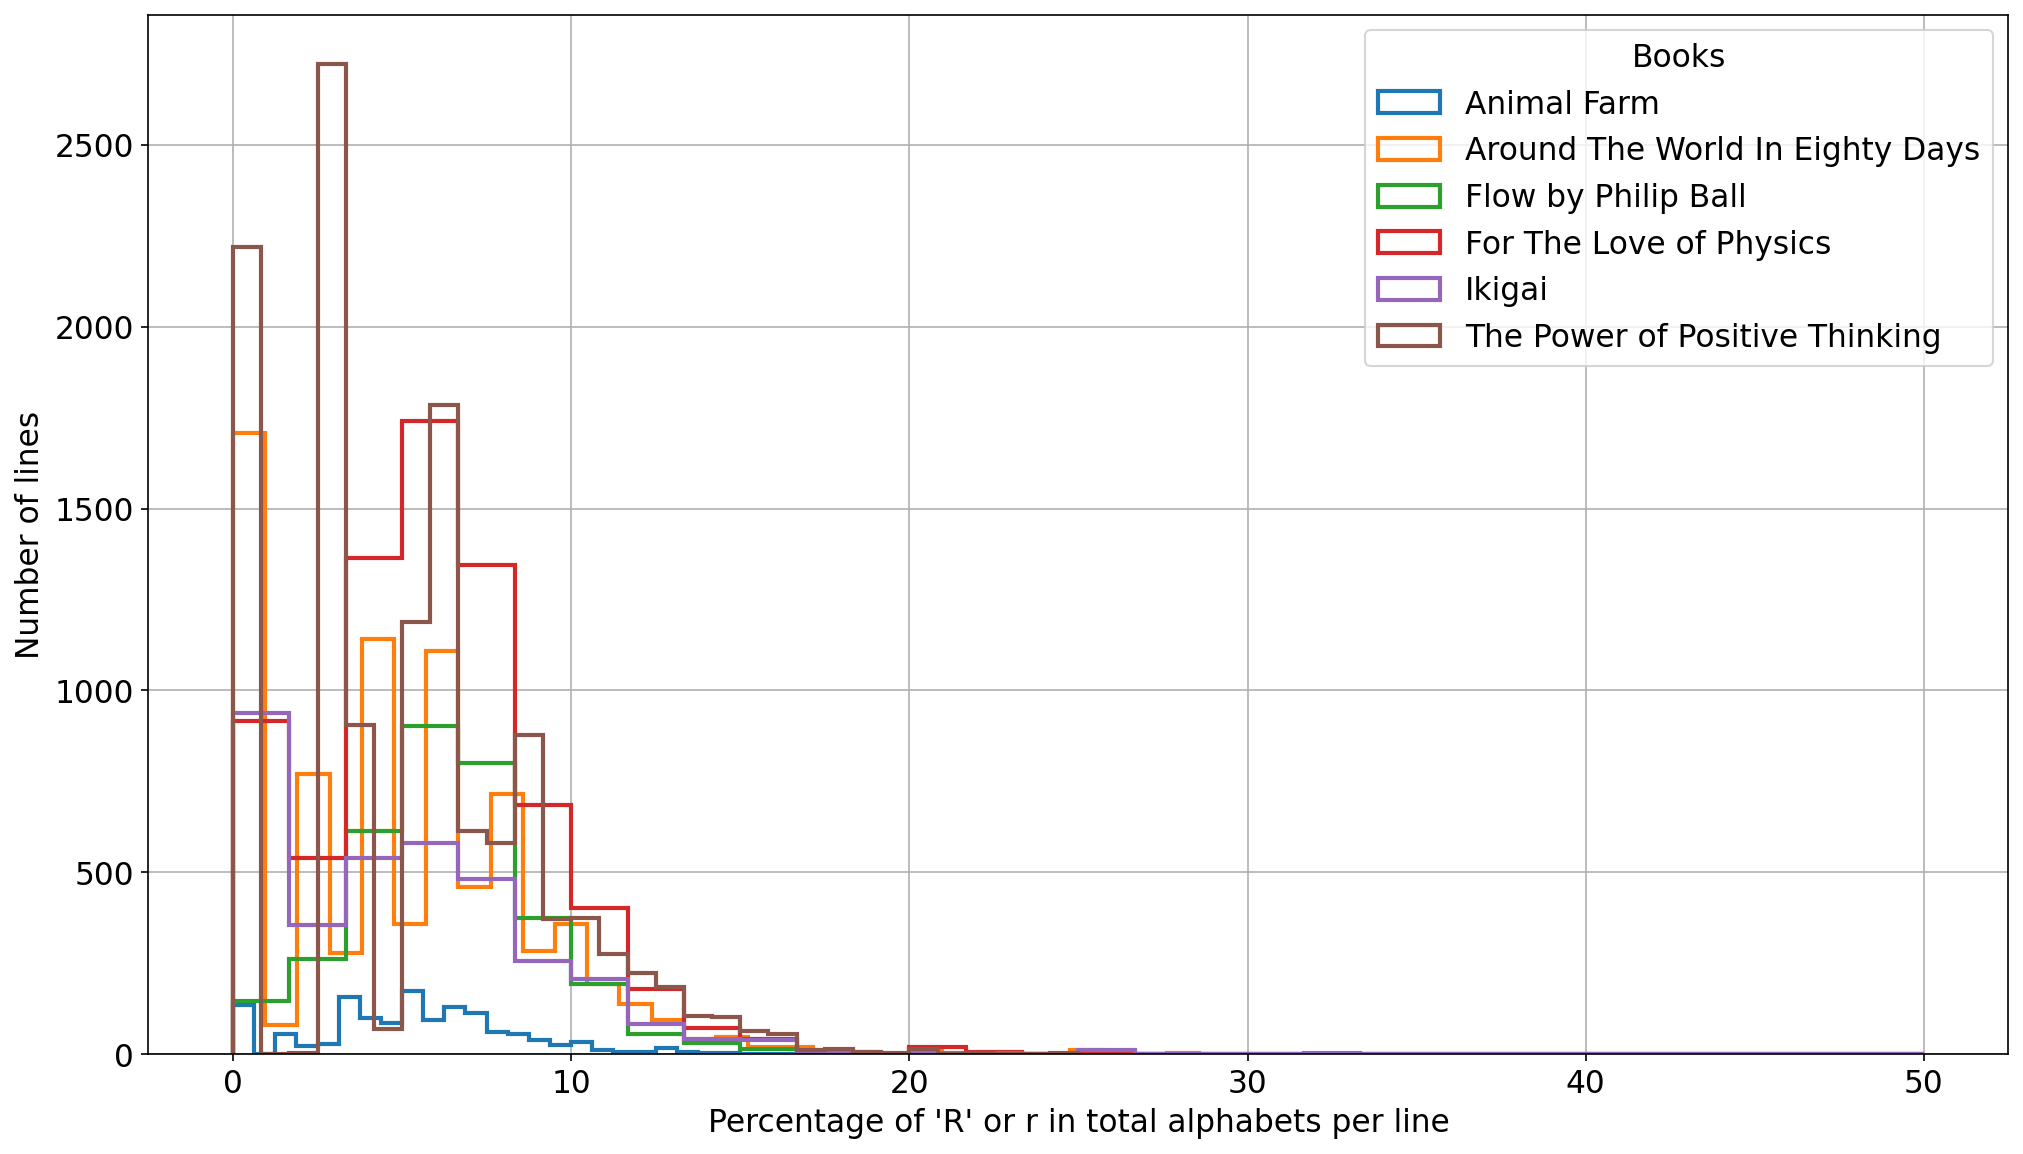 Books
Animal Farm
Around The World In Eighty Days
Flow by Philip Ball
For The Love of Physics
Ikigai
The Power of Positive Thinking
Number of lines
2500
2000
1500
1000
500
0
0 10 20 30 40 50
Percentage of 'R' or r in total alphabets per line